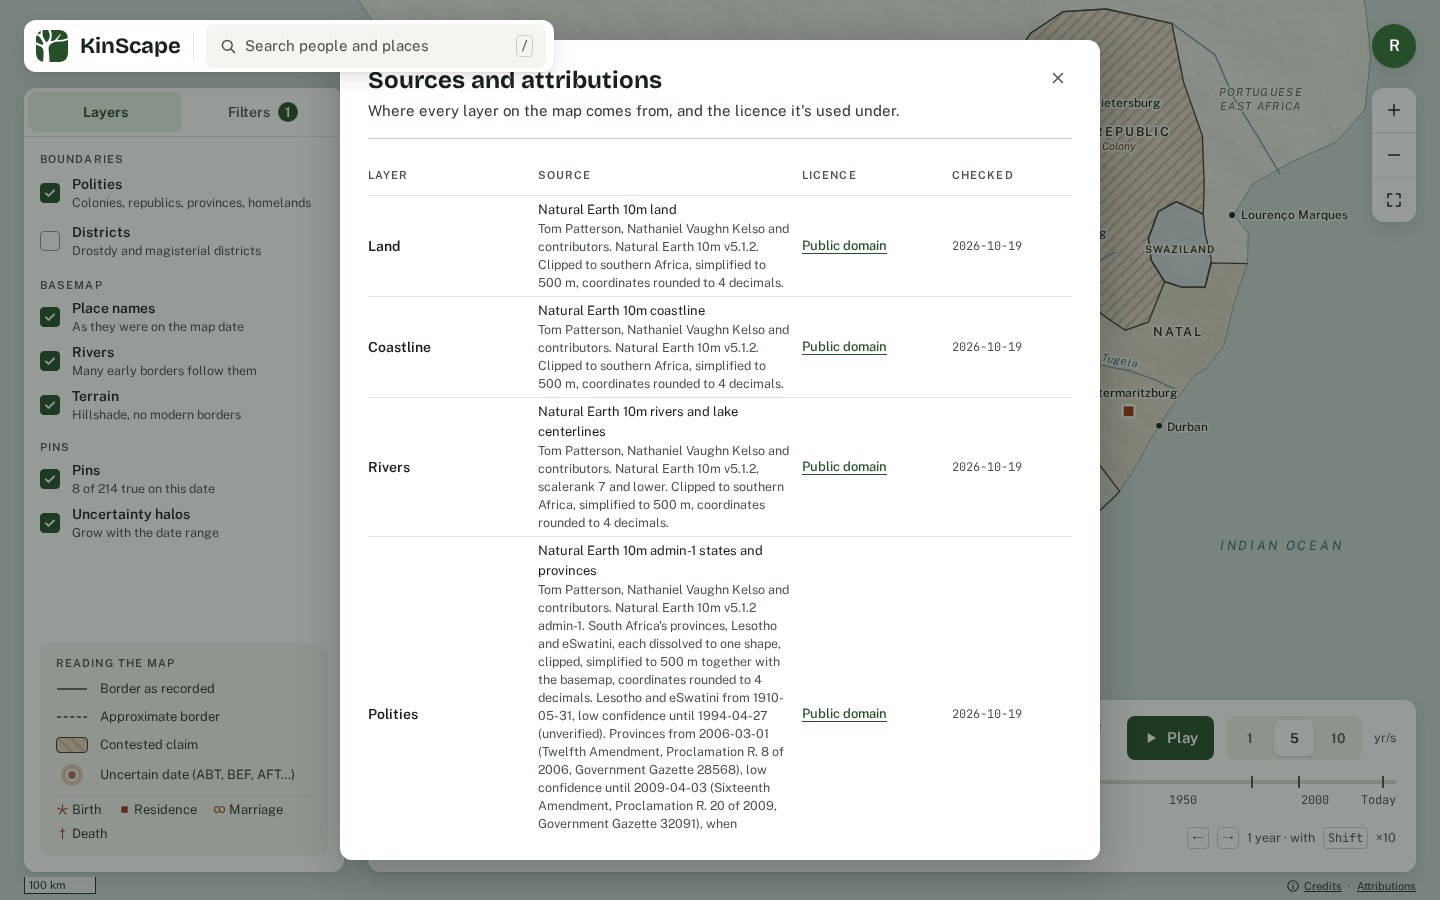 KinScape
Search people and places
/
R
Layers
Filters 1
BOUNDARIES
Polities
Colonies, republics, provinces, homelands
Districts
Drostdy and magisterial districts
BASEMAP
Place names
As they were on the map date
Rivers
Many early borders follow them
Terrain
Hillshade, no modern borders
PINS
Pins
8 of 214 true on this date
Uncertainty halos
Grow with the date range
READING THE MAP
Border as recorded
Approximate border
Contested claim
Uncertain date (ABT, BEF, AFT…)
Birth
Residence
Marriage
Death
100 km
Sources and attributions
Where every layer on the map comes from, and the licence it's used under.
LAYER
SOURCE
LICENCE
CHECKED
Land
Natural Earth 10m land
Tom Patterson, Nathaniel Vaughn Kelso and
contributors. Natural Earth 10m v5.1.2.
Clipped to southern Africa, simplified to
500 m, coordinates rounded to 4 decimals.
Public domain
2026-10-19
Coastline
Natural Earth 10m coastline
Tom Patterson, Nathaniel Vaughn Kelso and
contributors. Natural Earth 10m v5.1.2.
Clipped to southern Africa, simplified to
500 m, coordinates rounded to 4 decimals.
Public domain
2026-10-19
Rivers
Natural Earth 10m rivers and lake
centerlines
Tom Patterson, Nathaniel Vaughn Kelso and
contributors. Natural Earth 10m v5.1.2,
scalerank 7 and lower. Clipped to southern
Africa, simplified to 500 m, coordinates
rounded to 4 decimals.
Public domain
2026-10-19
Polities
Natural Earth 10m admin-1 states and
provinces
Tom Patterson, Nathaniel Vaughn Kelso and
contributors. Natural Earth 10m v5.1.2
admin-1. South Africa's provinces, Lesotho
and eSwatini, each dissolved to one shape,
clipped, simplified to 500 m together with
the basemap, coordinates rounded to 4
decimals. Lesotho and eSwatini from 1910-
05-31, low confidence until 1994-04-27
(unverified). Provinces from 2006-03-01
(Twelfth Amendment, Proclamation R. 8 of
2006, Government Gazette 28568), low
confidence until 2009-04-03 (Sixteenth
Amendment, Proclamation R. 20 of 2009,
Government Gazette 32091), when
Public domain
2026-10-19
PORTUGUESE
EAST AFRICA
ietersburg
REPUBLIC
Colony
Lourenço Marques
g
SWAZILAND
NATAL
Tugela
termaritzburg
Durban
INDIAN OCEAN
Play
1
5
10
yr/s
1950
2000
Today
← → 1 year · with Shift ×10
Credits · Attributions